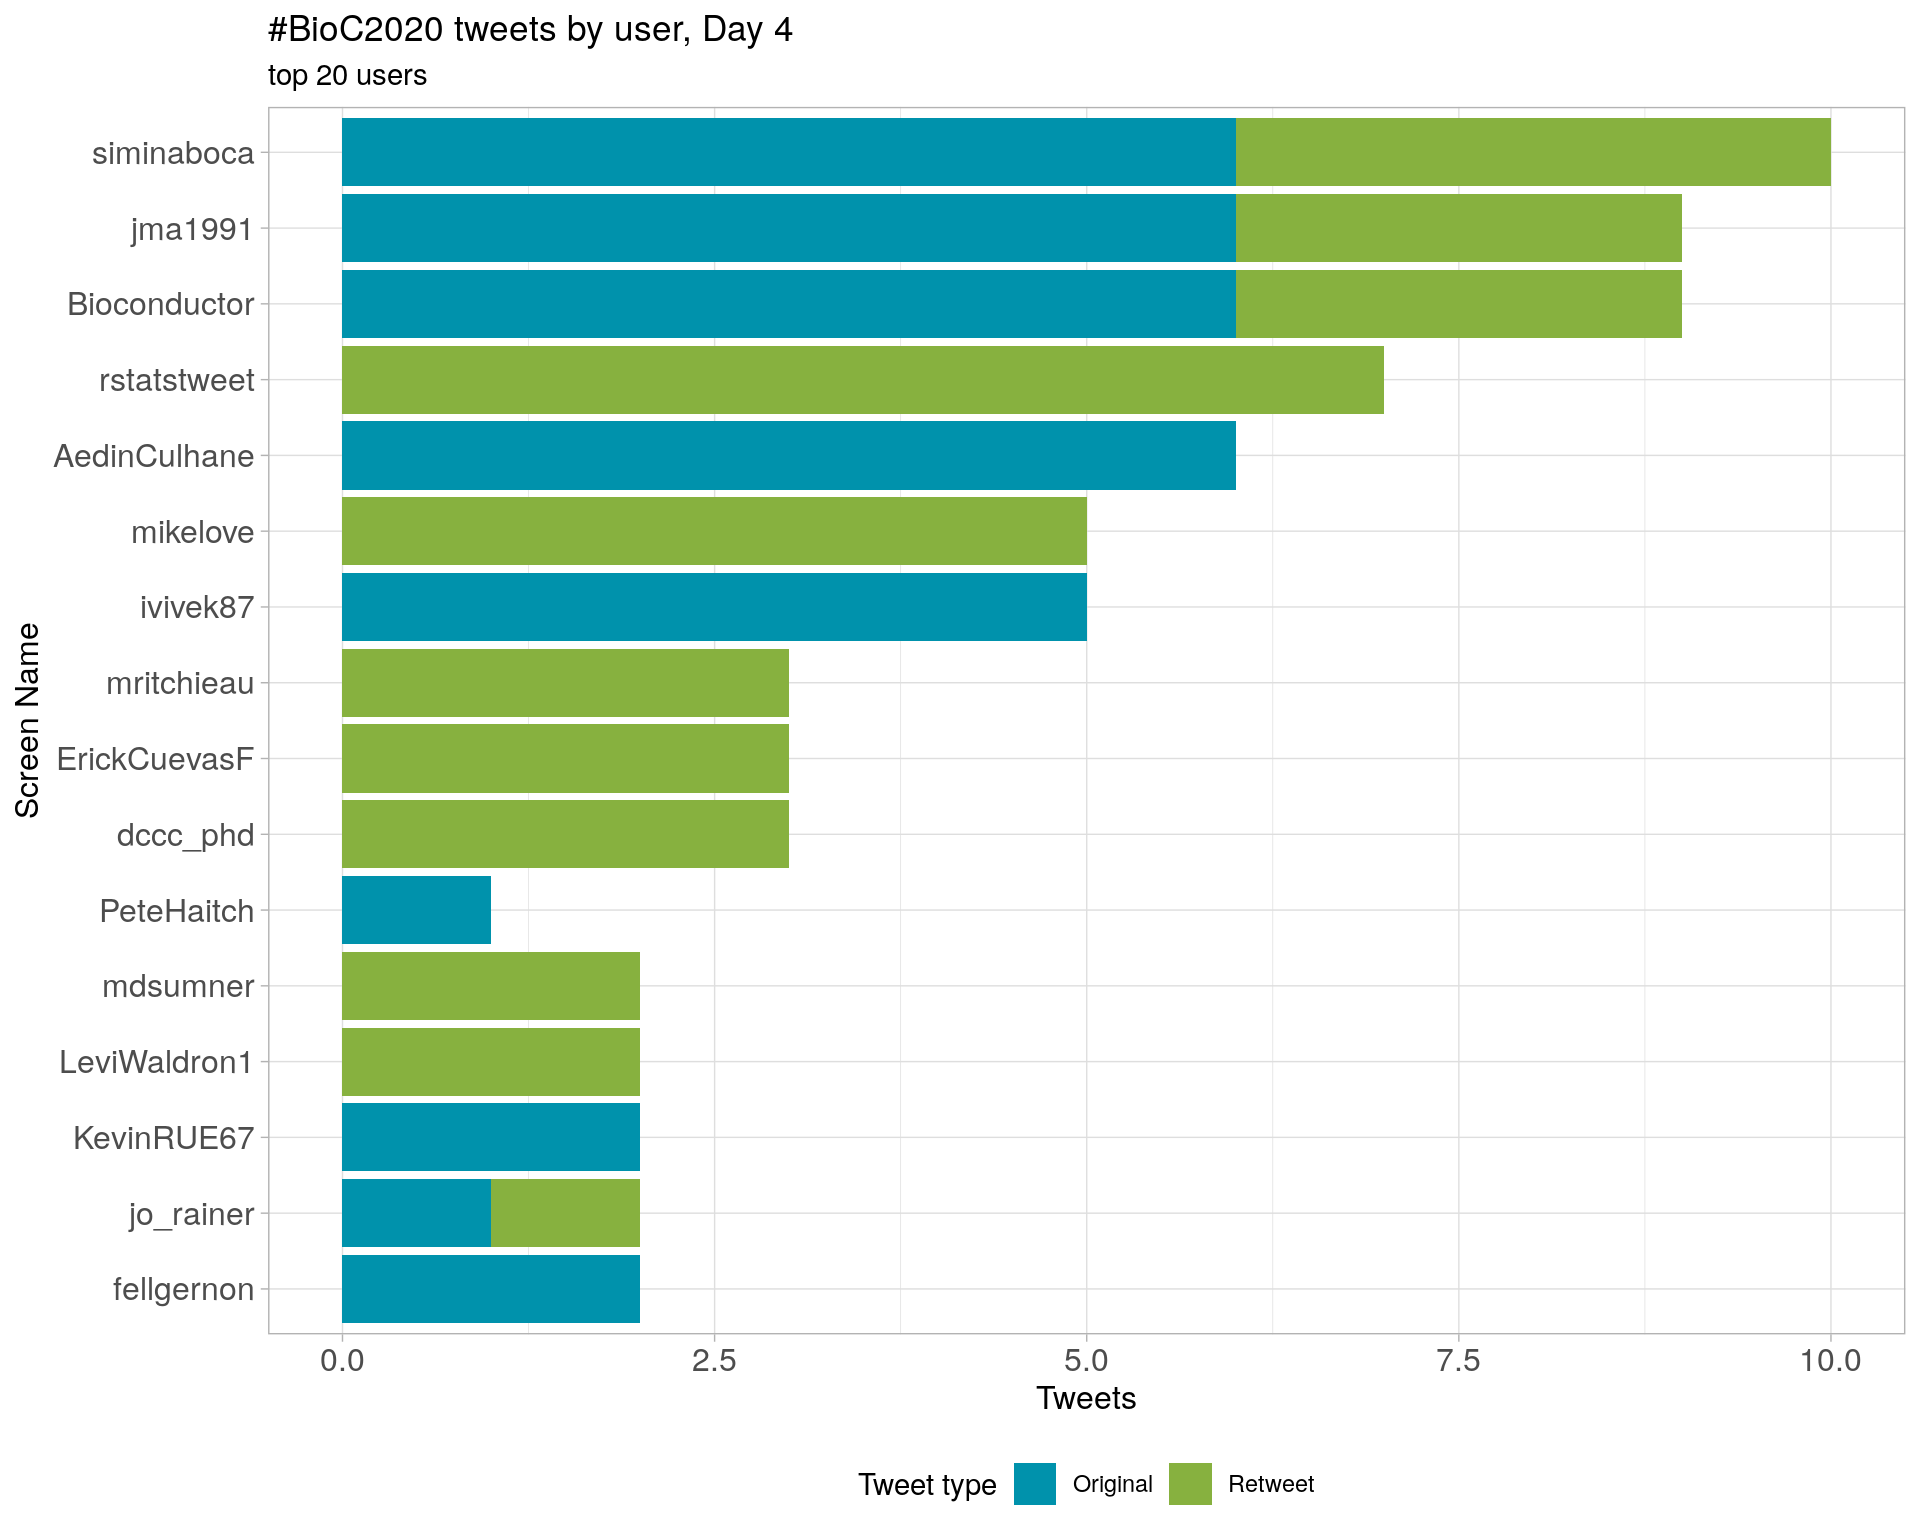 #BioC2020 tweets by user, Day 4
top 20 users
Screen Name
siminaboca
jma1991
Bioconductor
rstatstweet
AedinCulhane
mikelove
ivivek87
mritchieau
ErickCuevasF
dccc_phd
PeteHaitch
mdsumner
LeviWaldron1
KevinRUE67
jo_rainer
fellgernon
0.0 2.5 5.0 7.5 10.0
Tweets
Tweet type Original Retweet